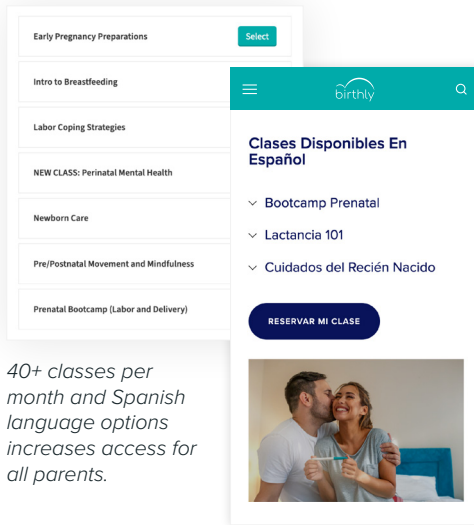 Early Pregnancy Preparations
Select
Intro to Breastfeeding
Labor Coping Strategies
NEW CLASS: Perinatal Mental Health
Newborn Care
Pre/Postnatal Movement and Mindfulness
Prenatal Bootcamp (Labor and Delivery)
40+ classes per
month and Spanish
language options
increases access for
all parents.
birthly
Clases Disponibles En
Español
Bootcamp Prenatal
Lactancia 101
Cuidados del Recién Nacido
RESERVAR MI CLASE